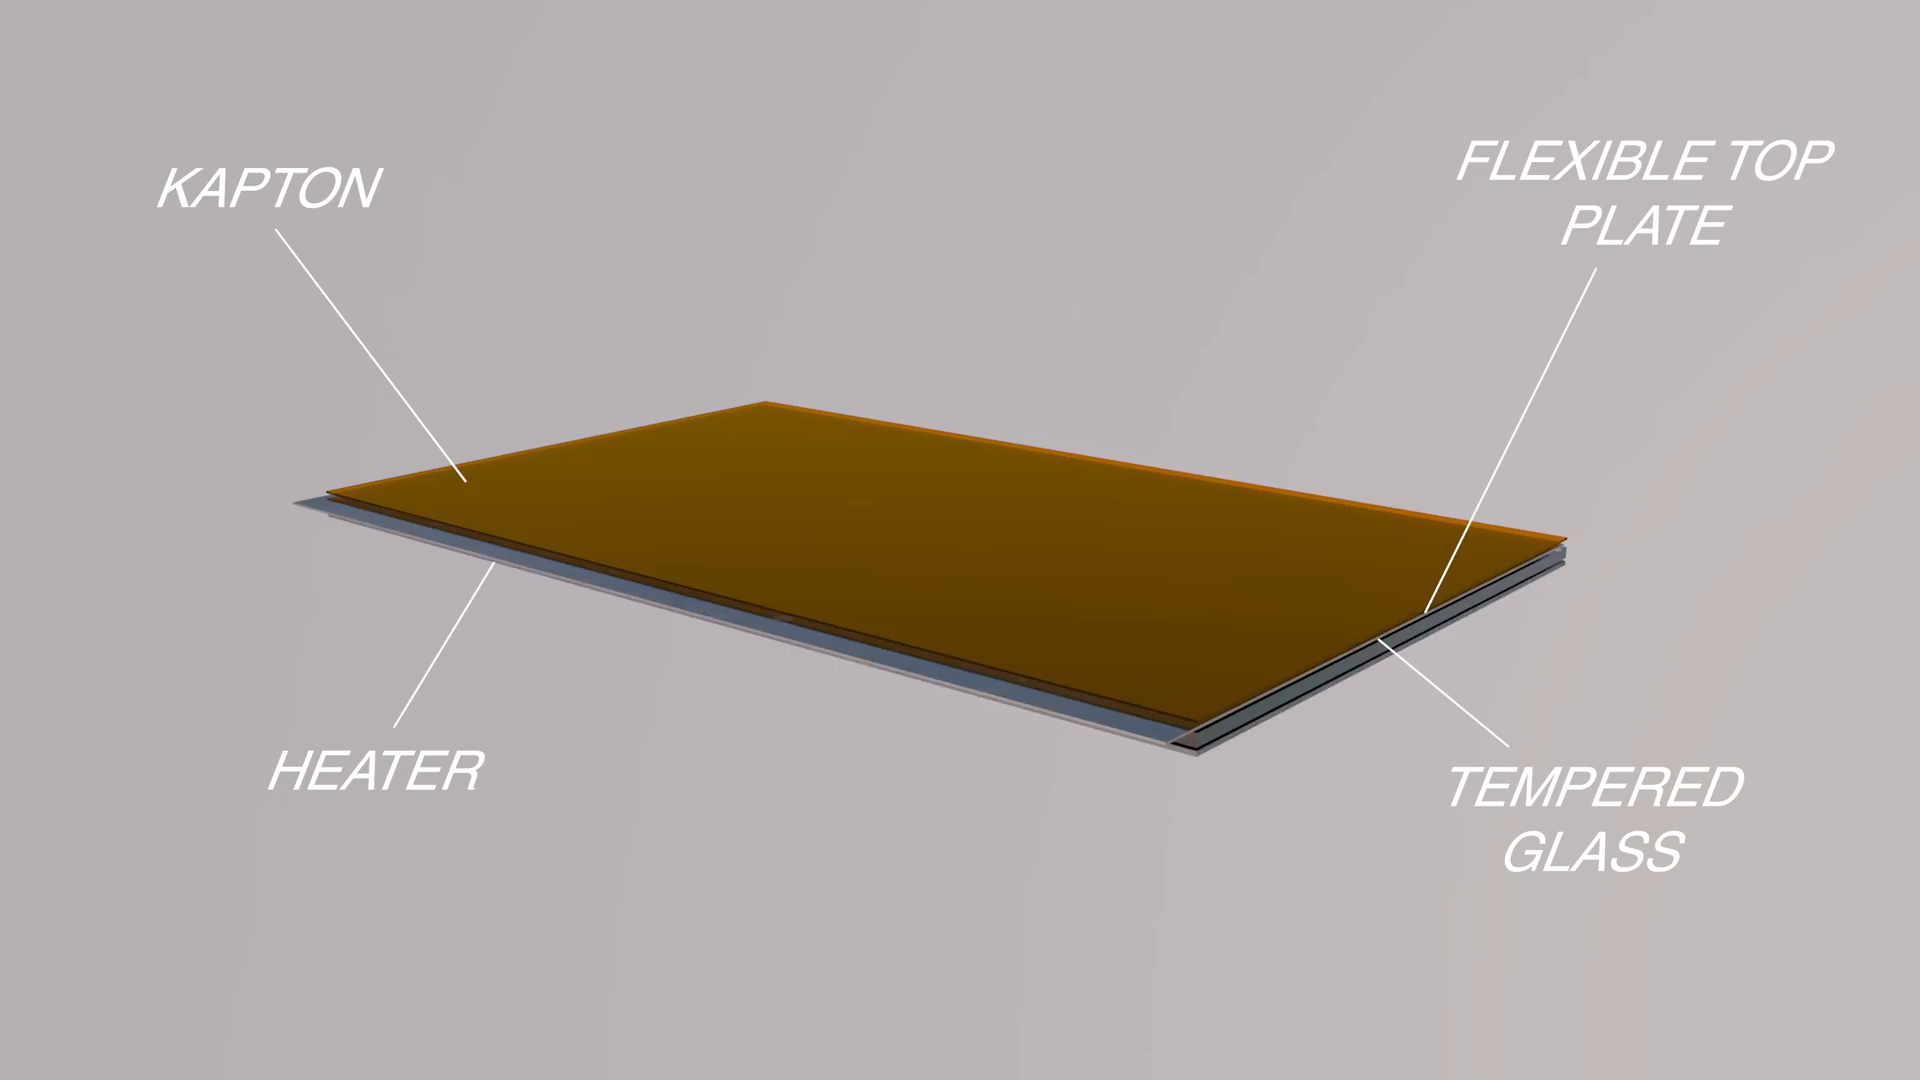 KAPTON
FLEXIBLE TOP
PLATE
HEATER
TEMPERED
GLASS